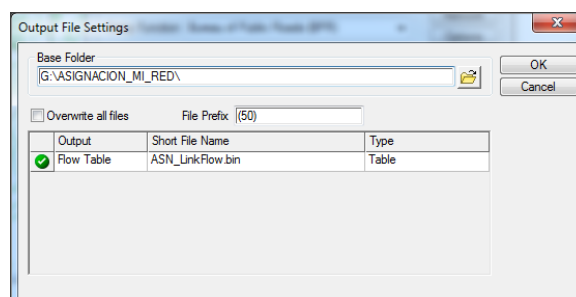 Output File Settings
Base Folder
G:\ASIGNACION_MI_RED\
OK
Cancel
Overwrite all files File Prefix (50)
Output Short File Name Type
Flow Table ASN_LinkFlow.bin Table